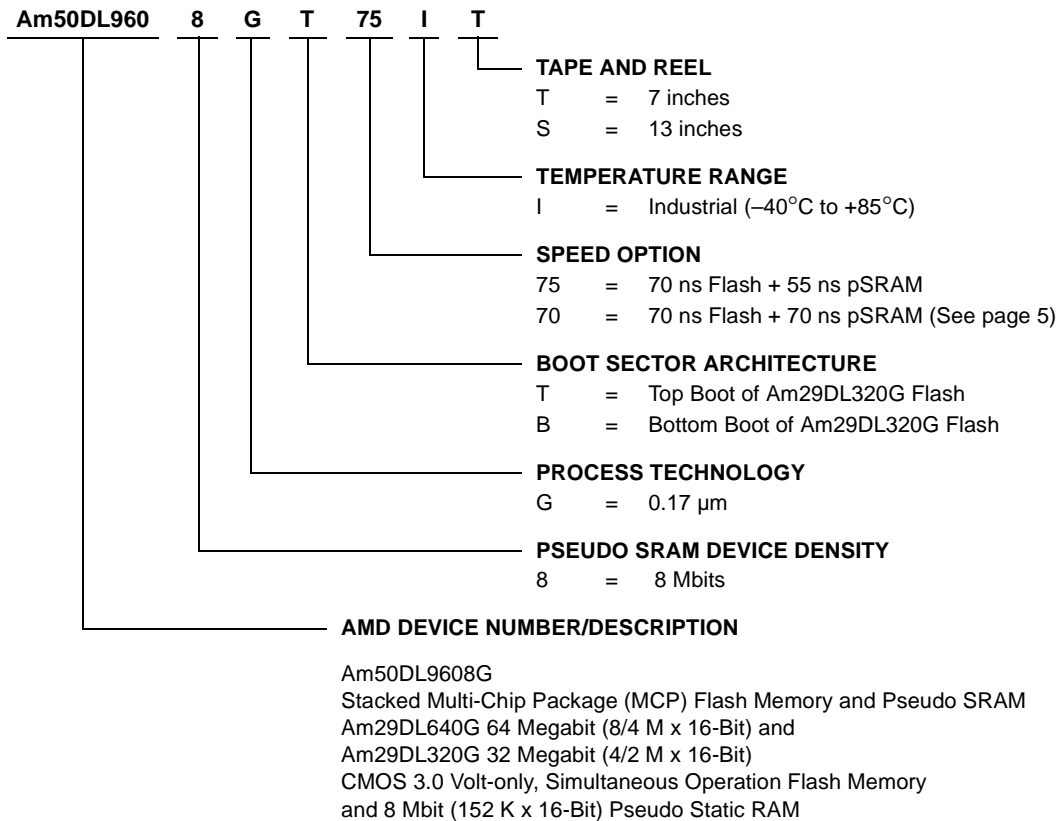 Am50DL960 8 G T 75 I T
TAPE AND REEL
T = 7 inches
S = 13 inches
TEMPERATURE RANGE
I = Industrial (–40°C to +85°C)
SPEED OPTION
75 = 70 ns Flash + 55 ns pSRAM
70 = 70 ns Flash + 70 ns pSRAM (See page 5)
BOOT SECTOR ARCHITECTURE
T = Top Boot of Am29DL320G Flash
B = Bottom Boot of Am29DL320G Flash
PROCESS TECHNOLOGY
G = 0.17 µm
PSEUDO SRAM DEVICE DENSITY
8 = 8 Mbits
AMD DEVICE NUMBER/DESCRIPTION
Am50DL9608G
Stacked Multi-Chip Package (MCP) Flash Memory and Pseudo SRAM
Am29DL640G 64 Megabit (8/4 M x 16-Bit) and
Am29DL320G 32 Megabit (4/2 M x 16-Bit)
CMOS 3.0 Volt-only, Simultaneous Operation Flash Memory
and 8 Mbit (152 K x 16-Bit) Pseudo Static RAM